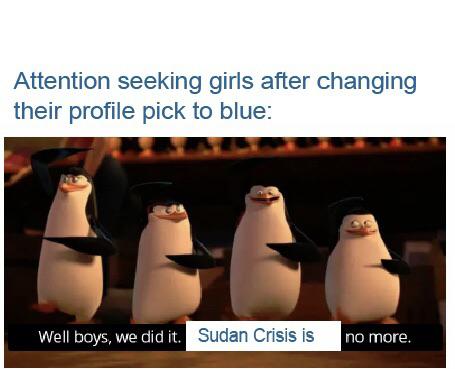 Attention seeking girls after changing
their profile pick to blue:
Well boys, we did it. Sudan Crisis is no more.